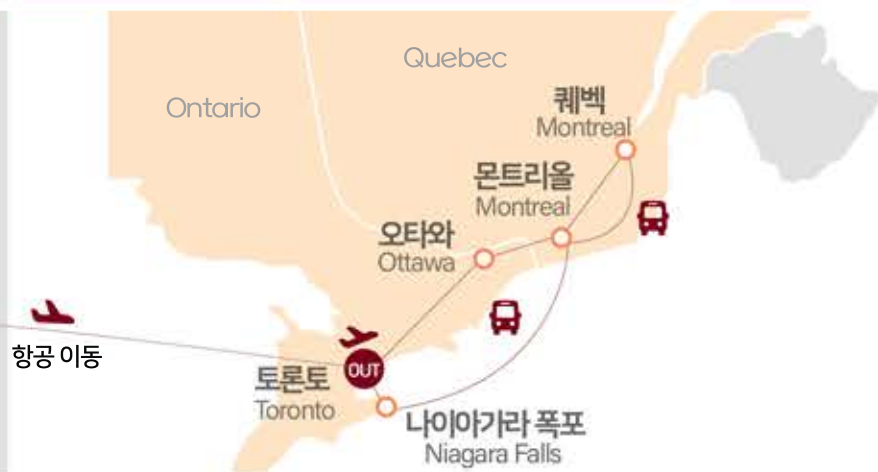 Quebec
Ontario
퀘벡
Montreal
몬트리올
Montreal
오타와
Ottawa
항공 이동
OUT
토론토
Toronto
나이아가라 폭포
Niagara Falls